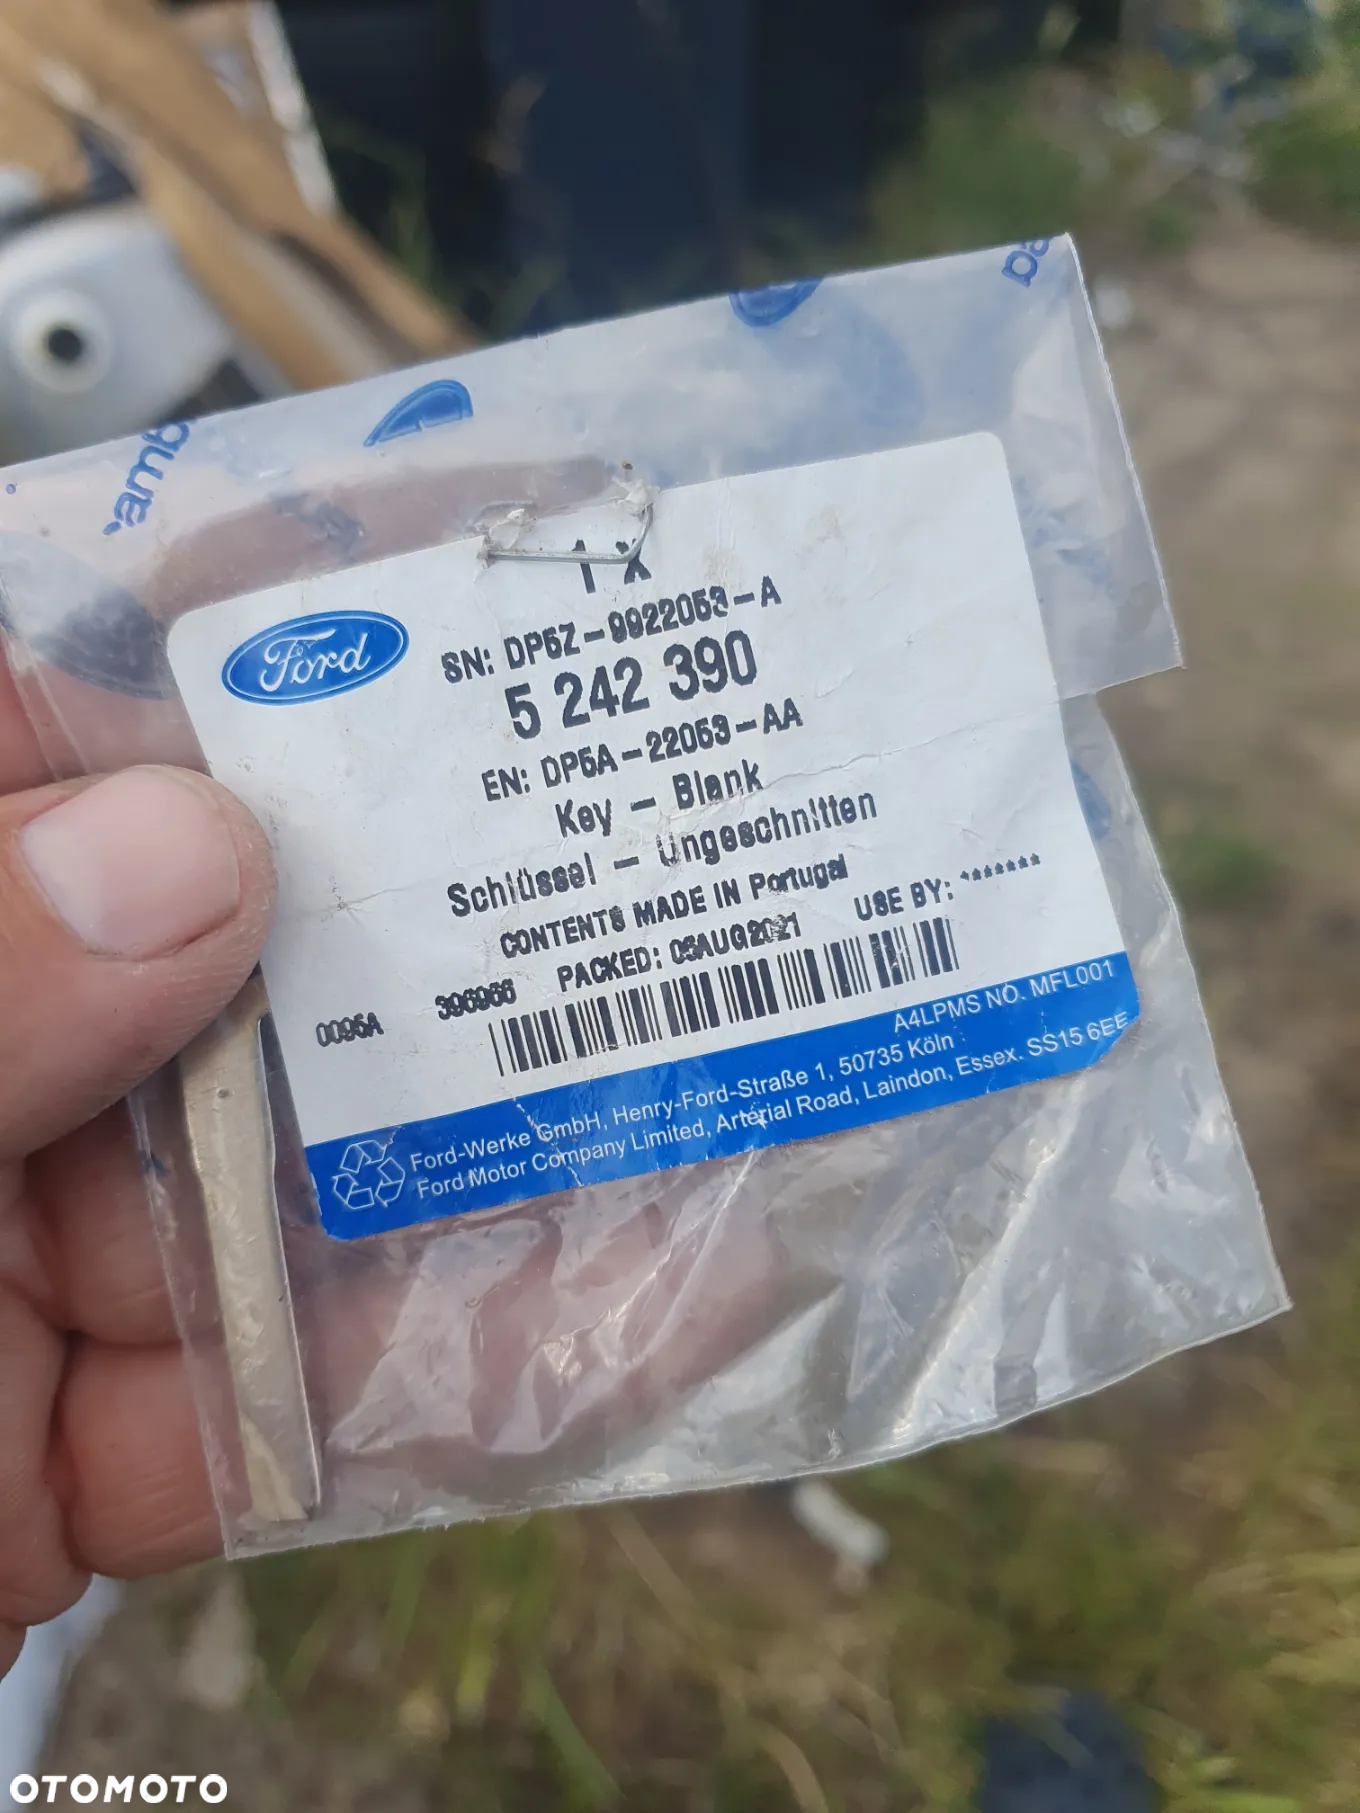 1 X
Ford
SN: DP5Z-9922053-A
5 242 390
EN: DP5A-22053-AA
Key - Blank
Schlüssel - Ungeschnitten
CONTENTS MADE IN Portugal
PACKED: 05AUG2021 USE BY: *******
0095A 396966
A4LPMS NO. MFL001
Ford-Werke GmbH, Henry-Ford-Straße 1, 50735 Köln
Ford Motor Company Limited, Arterial Road, Laindon, Essex. SS15 6EE
OTOMOTO